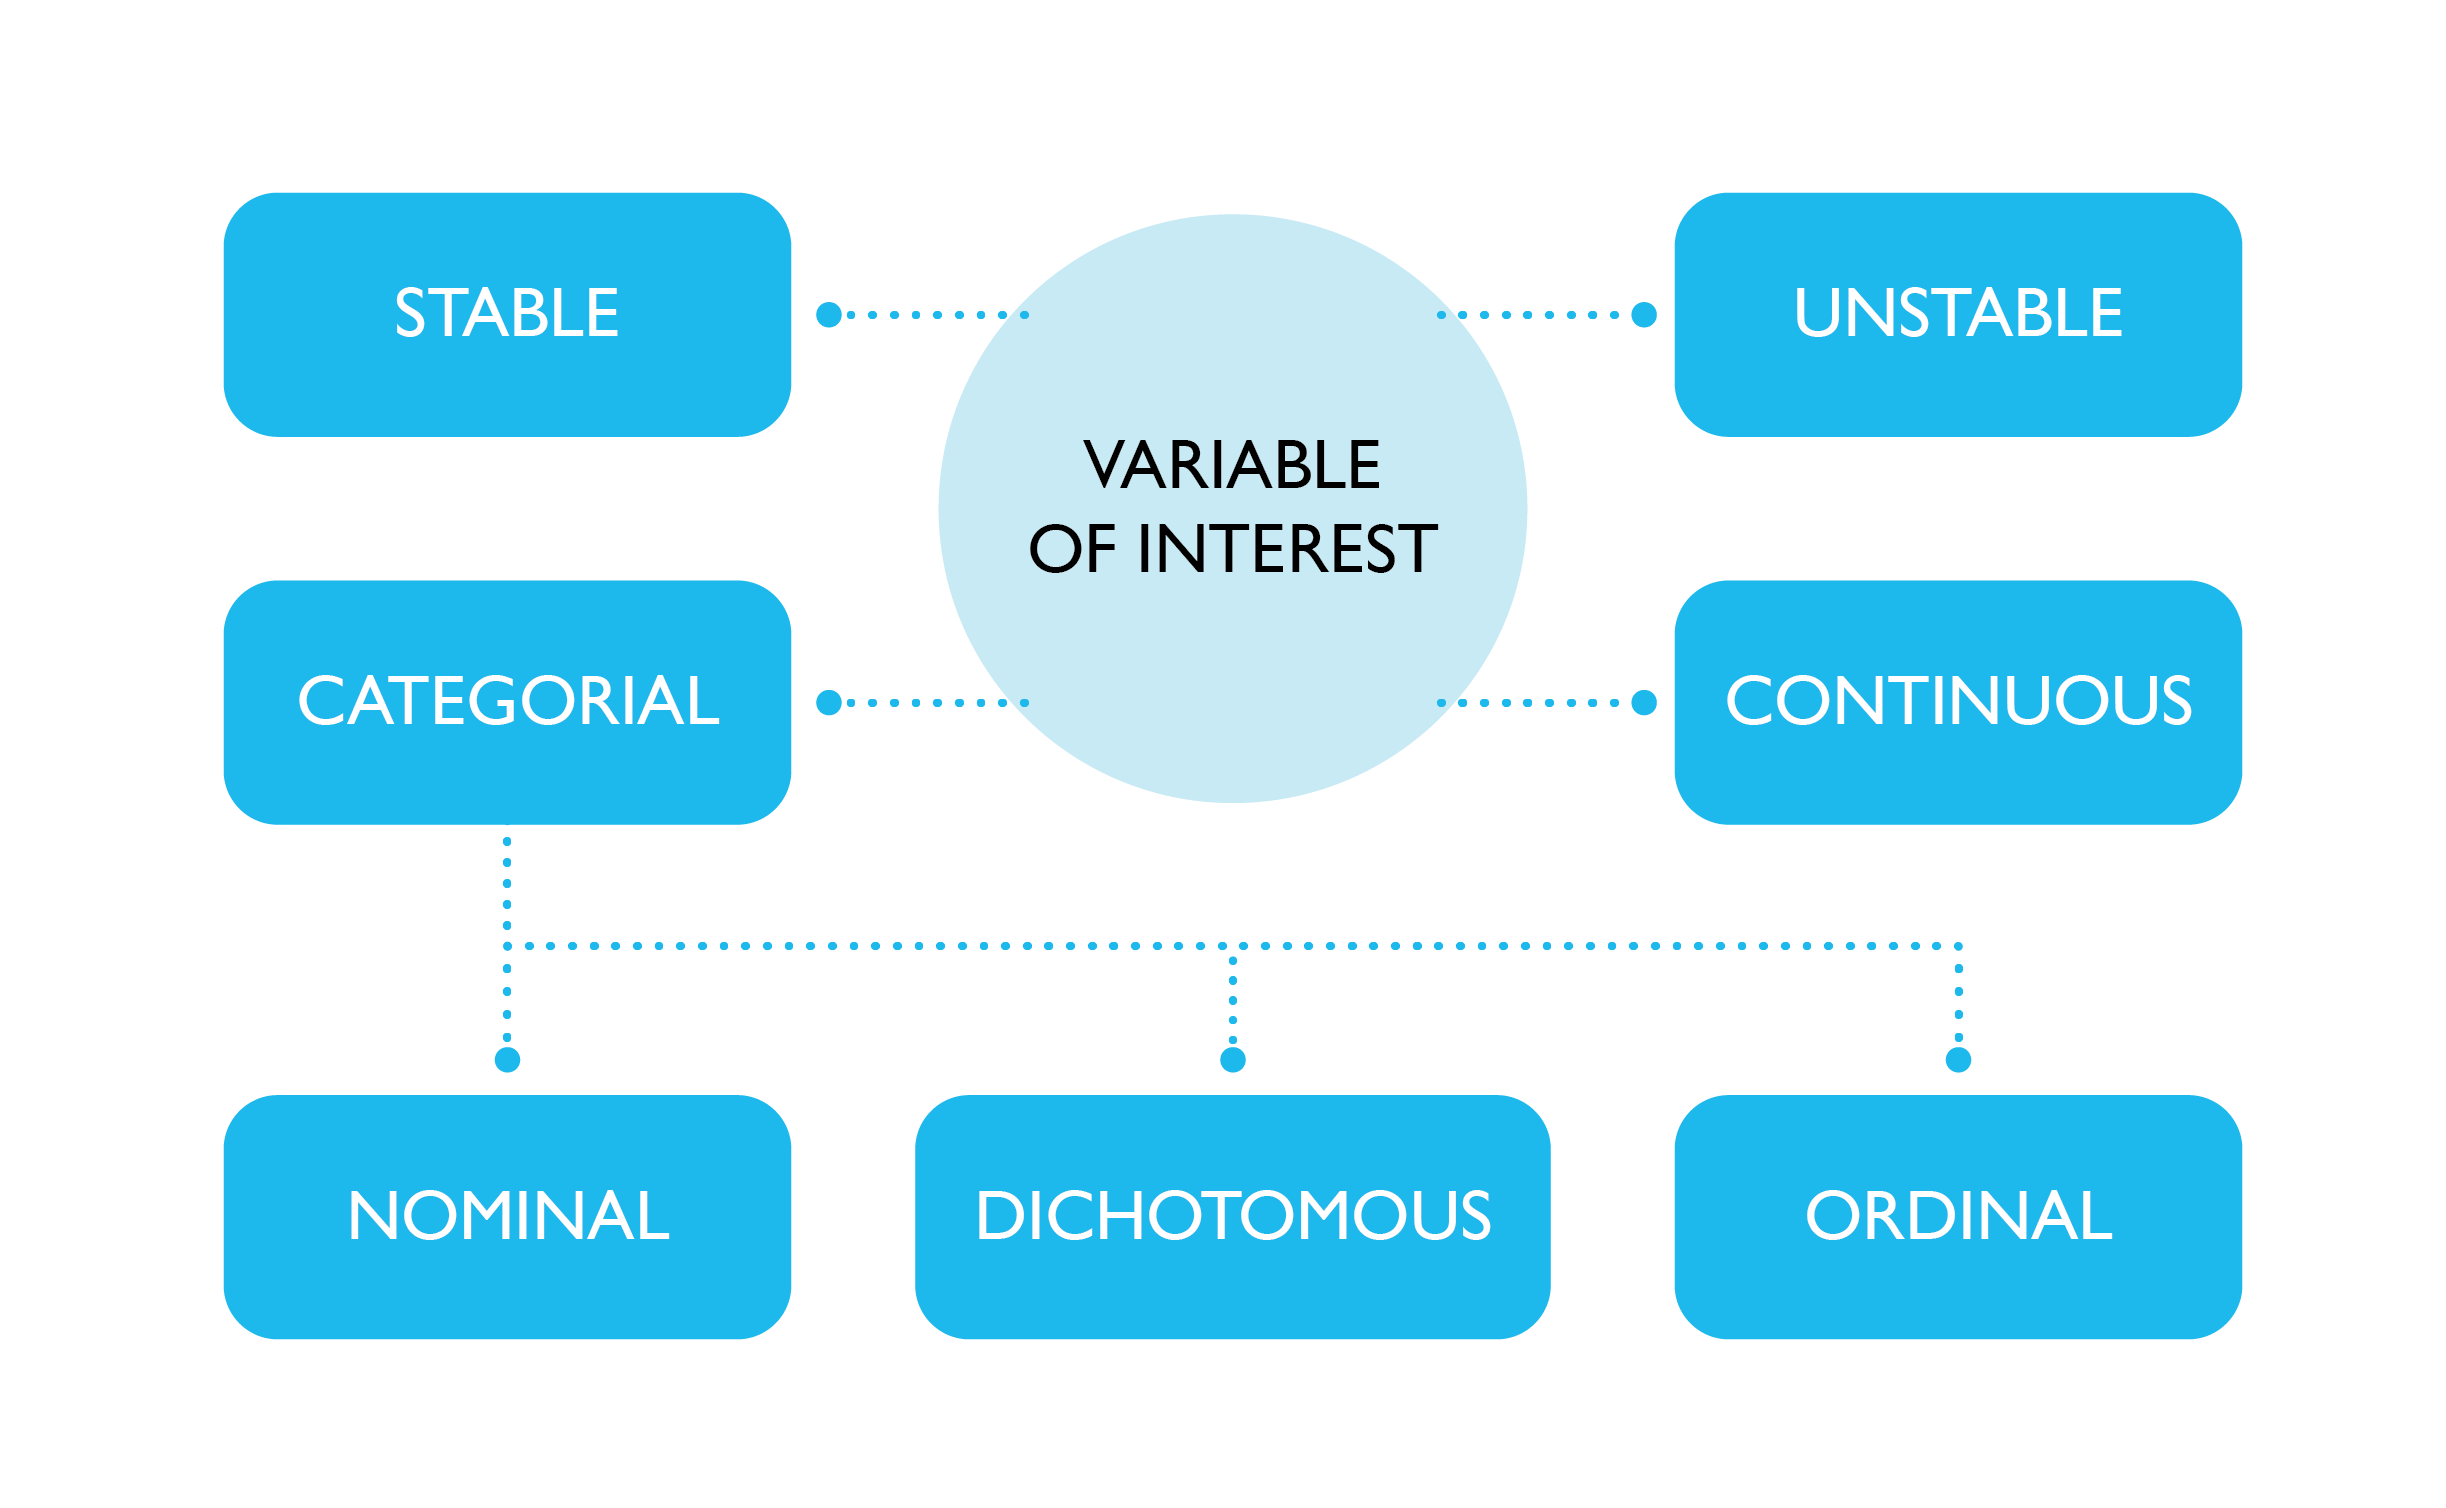 STABLE
UNSTABLE
VARIABLE
OF INTEREST
CATEGORIAL
CONTINUOUS
NOMINAL
DICHOTOMOUS
ORDINAL